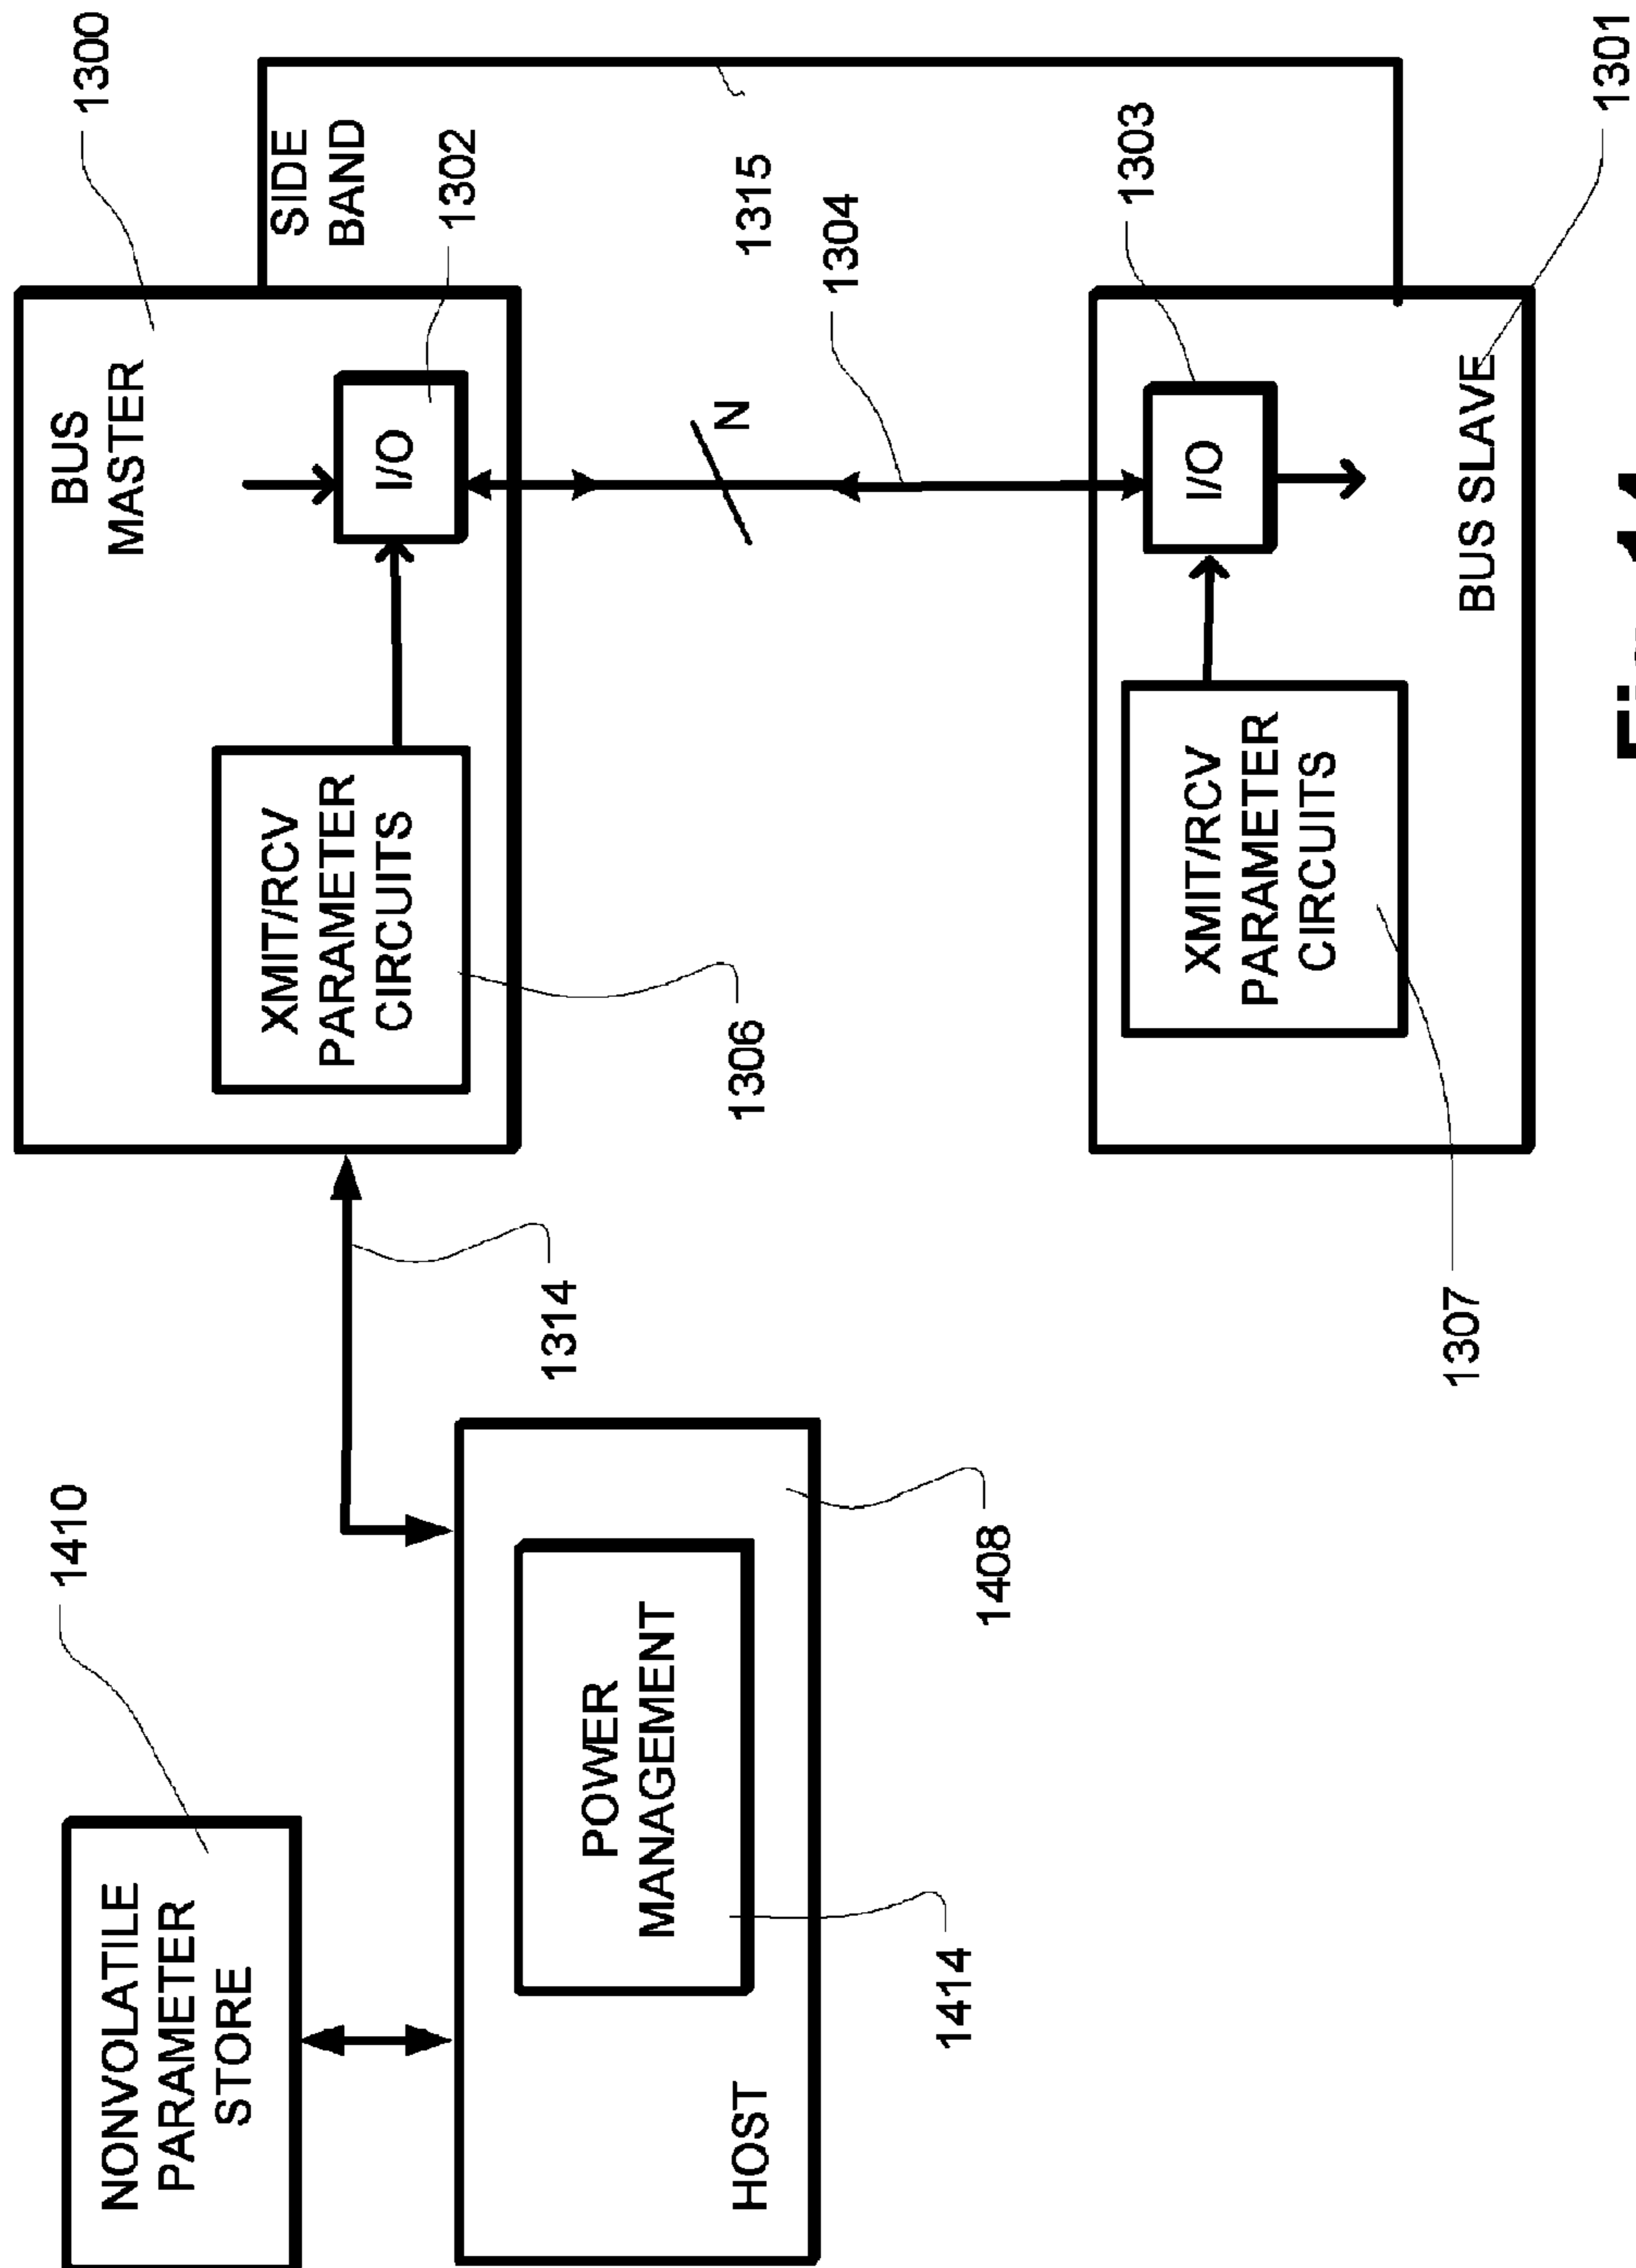 1410
1300
NONVOLATILE
PARAMETER
STORE
BUS
MASTER
SIDE
BAND
XMIT/RCV
PARAMETER
CIRCUITS
I/O
1302
1314
POWER
MANAGEMENT
HOST
1306
N
1315
1304
1414
1408
1303
XMIT/RCV
PARAMETER
CIRCUITS
I/O
1307
BUS SLAVE
1301